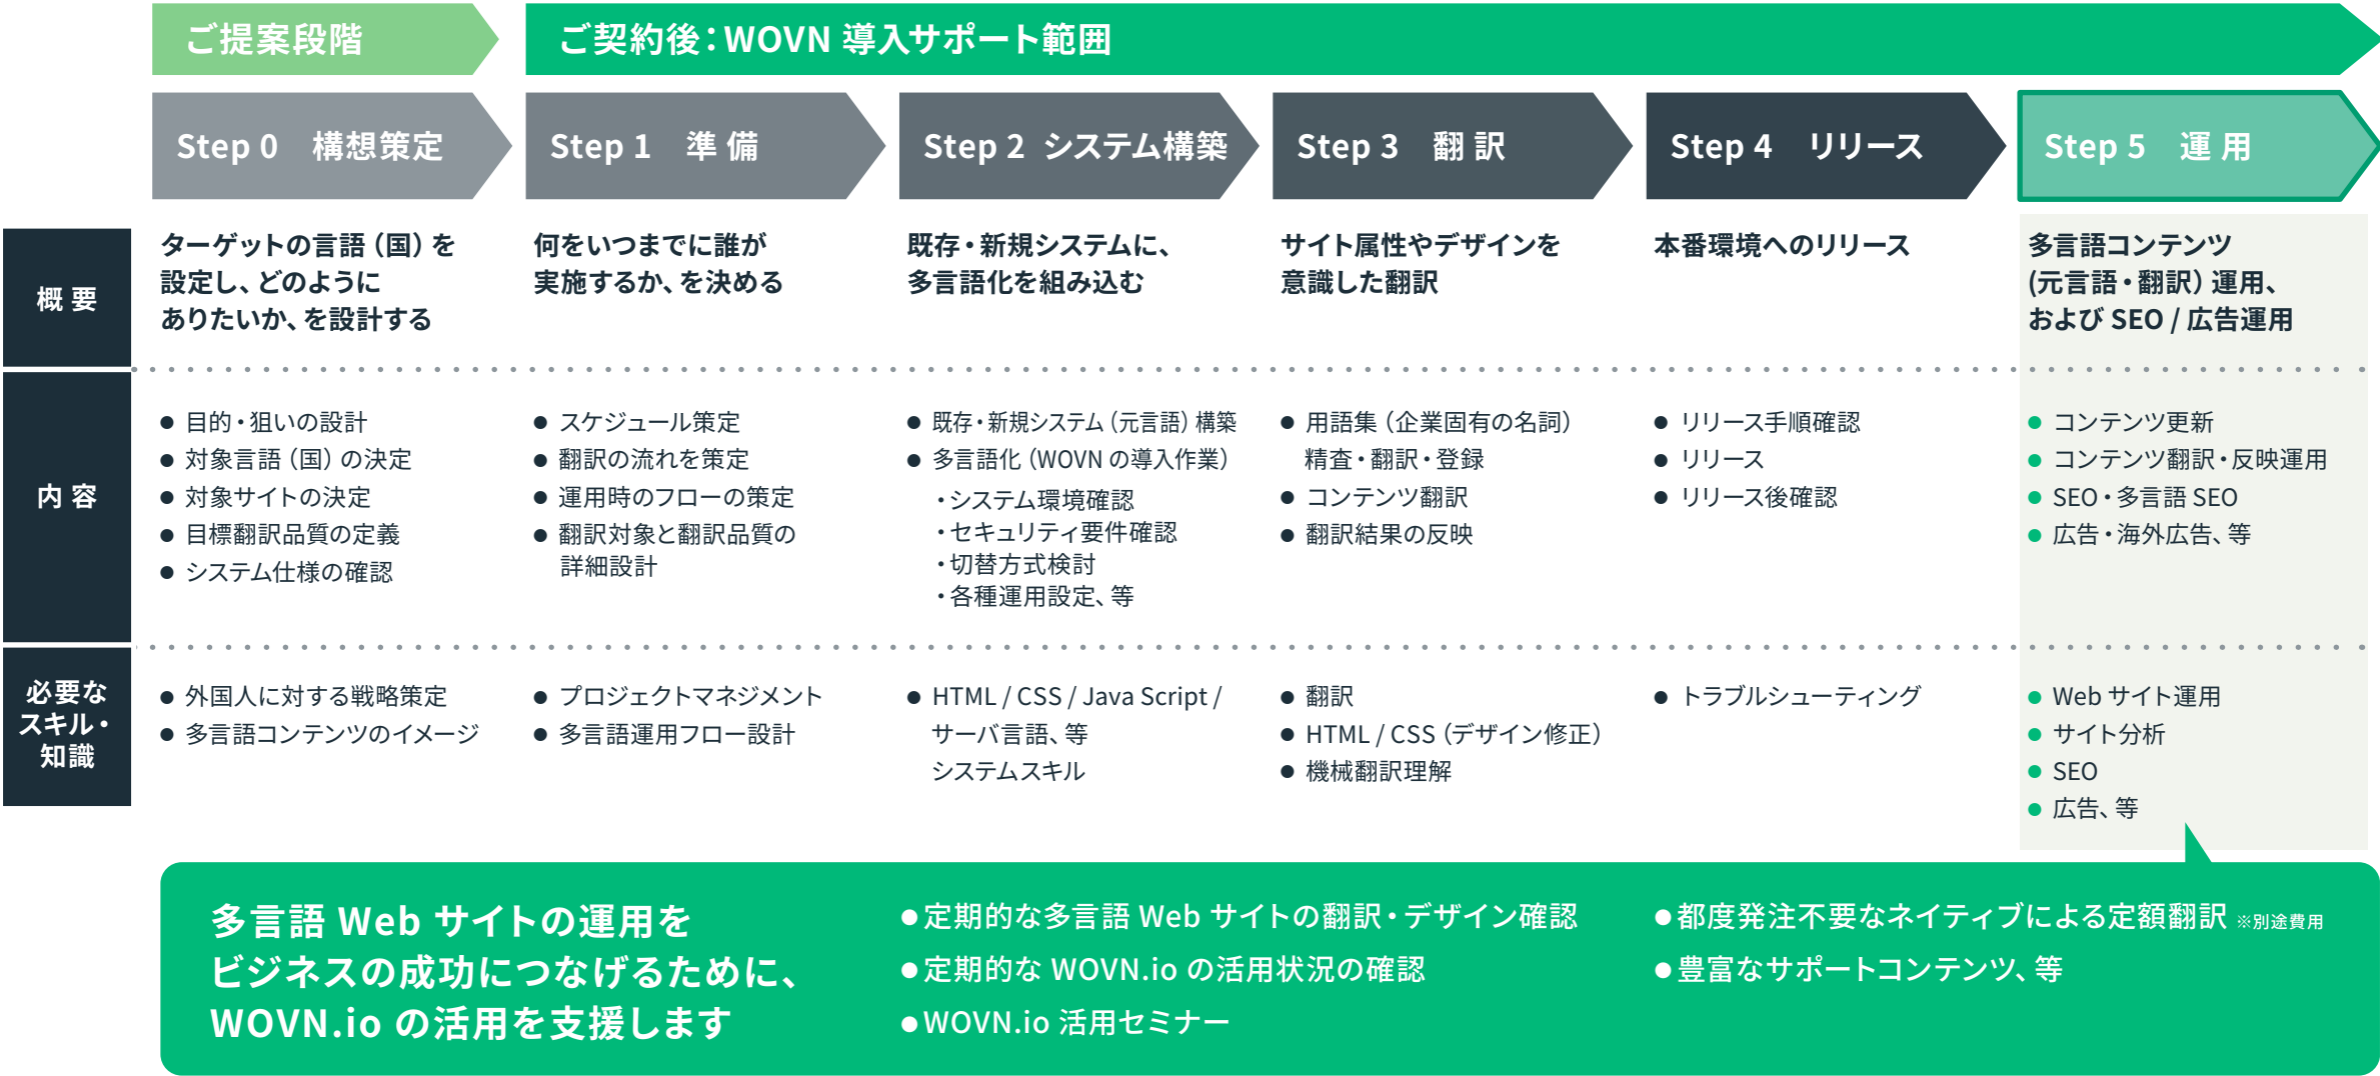 ご提案段階
ご契約後：WOVN 導入サポート範囲
Step 0 構想策定
Step 1 準 備
Step 2 システム構築
Step 3 翻 訳
Step 4 リリース
Step 5 運 用
概 要
ターゲットの言語（国）を
設定し、どのように
ありたいか、を設計する
何をいつまでに誰が
実施するか、を決める
既存・新規システムに、
多言語化を組み込む
サイト属性やデザインを
意識した翻訳
本番環境へのリリース
多言語コンテンツ
(元言語・翻訳）運用、
および SEO / 広告運用
内 容
● 目的・狙いの設計
● 対象言語（国）の決定
● 対象サイトの決定
● 目標翻訳品質の定義
● システム仕様の確認
● スケジュール策定
● 翻訳の流れを策定
● 運用時のフローの策定
● 翻訳対象と翻訳品質の
詳細設計
● 既存・新規システム（元言語）構築
● 多言語化（WOVN の導入作業）
・システム環境確認
・セキュリティ要件確認
・切替方式検討
・各種運用設定、等
● 用語集（企業固有の名詞）
精査・翻訳・登録
● コンテンツ翻訳
● 翻訳結果の反映
● リリース手順確認
● リリース
● リリース後確認
● コンテンツ更新
● コンテンツ翻訳・反映運用
● SEO・多言語 SEO
● 広告・海外広告、等
必要な
スキル・
知識
● 外国人に対する戦略策定
● 多言語コンテンツのイメージ
● プロジェクトマネジメント
● 多言語運用フロー設計
● HTML / CSS / Java Script /
サーバ言語、等
システムスキル
● 翻訳
● HTML / CSS（デザイン修正）
● 機械翻訳理解
● トラブルシューティング
● Web サイト運用
● サイト分析
● SEO
● 広告、等
多言語 Web サイトの運用を
ビジネスの成功につなげるために、
WOVN.io の活用を支援します
●定期的な多言語 Web サイトの翻訳・デザイン確認
●定期的な WOVN.io の活用状況の確認
●WOVN.io 活用セミナー
●都度発注不要なネイティブによる定額翻訳 ※別途費用
●豊富なサポートコンテンツ、等